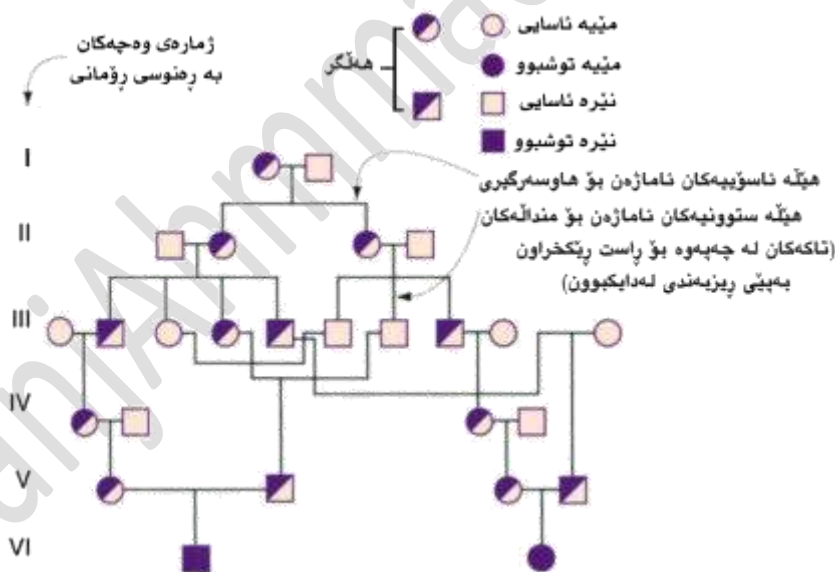 مێیە ئاسایی
مێیە توشبوو
هەڵگر
نێرە ئاسایی
نێرە توشبوو
ژمارەی وەچەکان
بە ڕەنوسی ڕۆمانی
هێڵە ئاسۆییەکان ئاماژەن بۆ هاوسەرگیری
هێڵە ستوونیەکان ئاماژەن بۆ منداڵەکان
(تاکەکان لە چەپەوە بۆ ڕاست ڕێکخراون
بەپێی ڕیزبەندی لەدایکبوون)
I
II
III
IV
V
VI